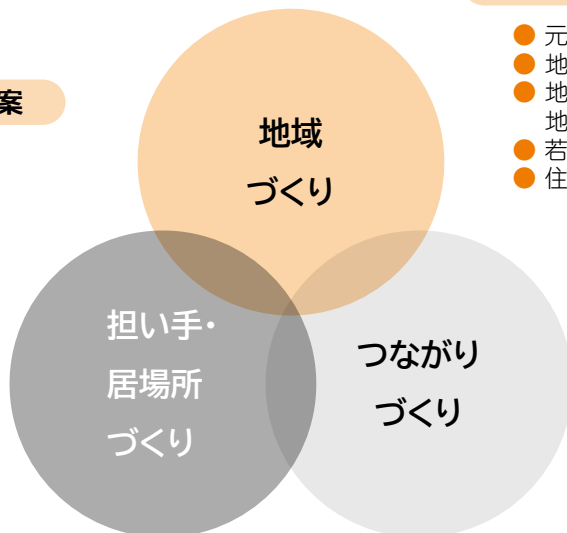 案
元
地
地
地
若
住
地域
づくり
担い手・
居場所
づくり
つながり
づくり